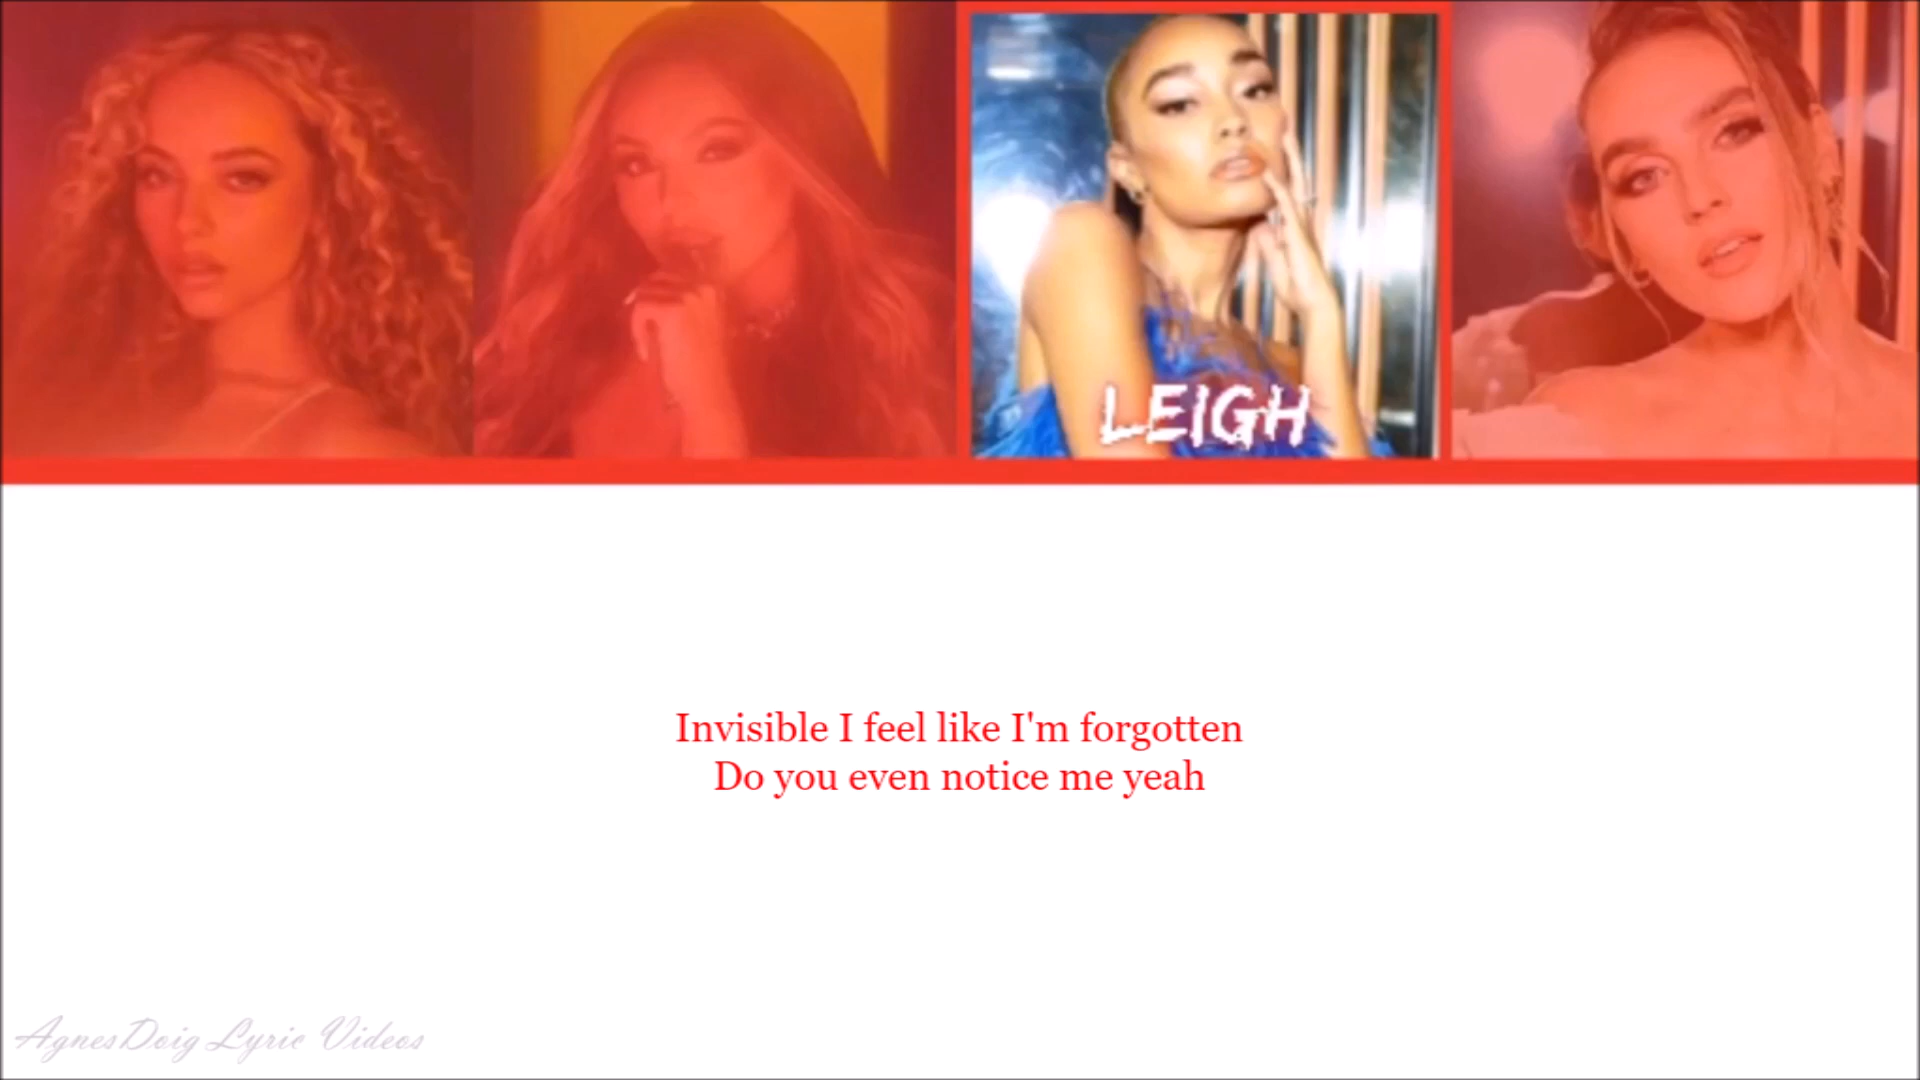 LEIGH
Invisible I feel like I'm forgotten
Do you even notice me yeah
AgnesDoig Lyric Videos